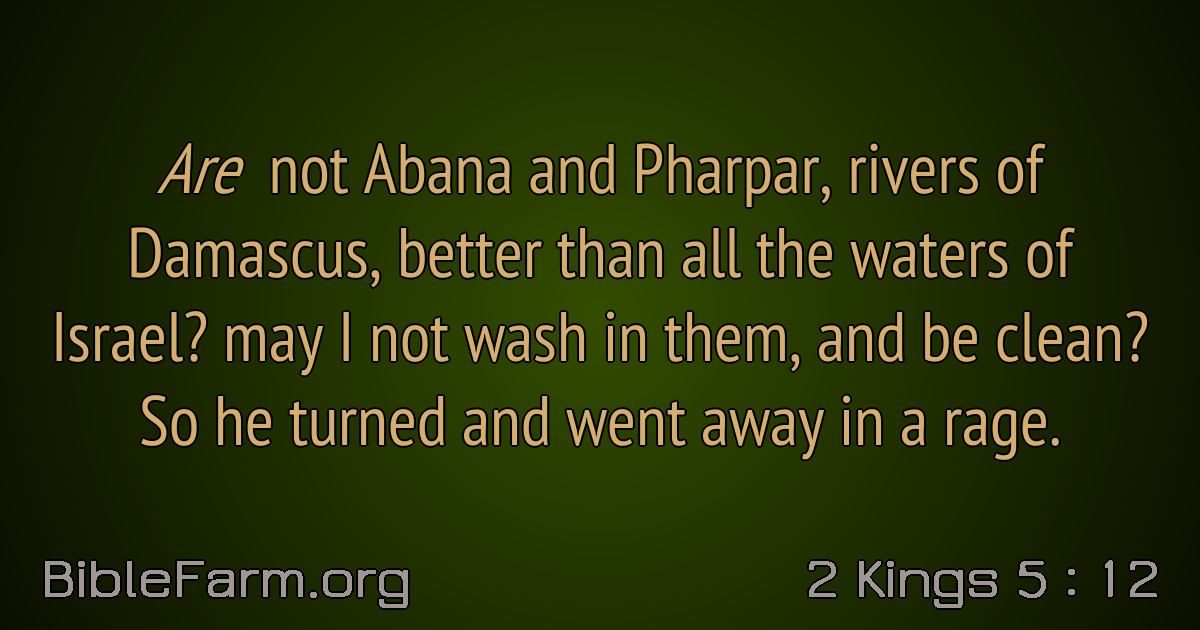 Are not Abana and Pharpar, rivers of
Damascus, better than all the waters of
Israel? may I not wash in them, and be clean?
So he turned and went away in a rage.
BibleFarm.org
2 Kings 5 : 12